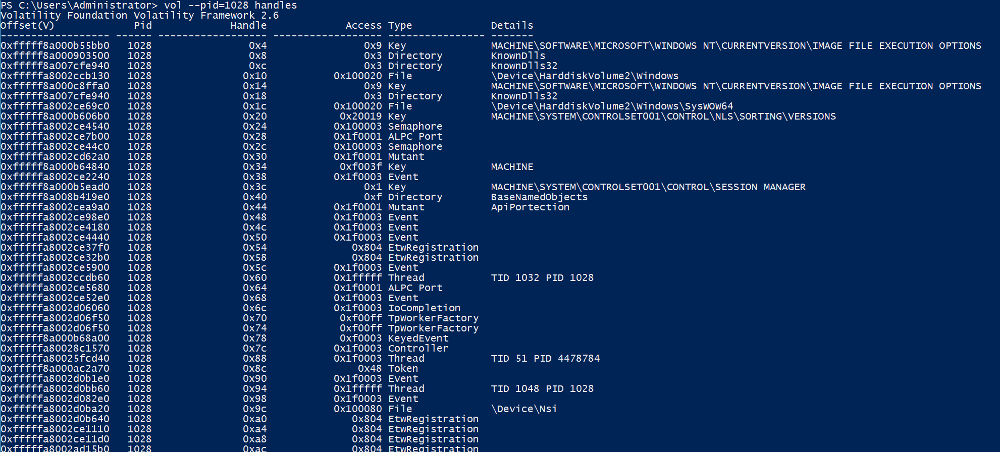 PS C:\Users\Administrator> vol --pid=1028 handles
Volatility Foundation Volatility Framework 2.6
Offset(V) Pid Handle Access Type Details
------------------ ------ ------------------ ------------------ ---------------- -------
0xfffff8a000b55bb0 1028 0x4 0x9 Key MACHINE\SOFTWARE\MICROSOFT\WINDOWS NT\CURRENTVERSION\IMAGE FILE EXECUTION OPTIONS
0xfffff8a000903500 1028 0x8 0x3 Directory KnownDlls
0xfffff8a007cfe940 1028 0xc 0x3 Directory KnownDlls32
0xfffffa8002ccb130 1028 0x10 0x100020 File \Device\HarddiskVolume2\Windows
0xfffff8a000c8ffa0 1028 0x14 0x9 Key MACHINE\SOFTWARE\MICROSOFT\WINDOWS NT\CURRENTVERSION\IMAGE FILE EXECUTION OPTIONS
0xfffff8a007cfe940 1028 0x18 0x3 Directory KnownDlls32
0xfffffa8002ce69c0 1028 0x1c 0x100020 File \Device\HarddiskVolume2\Windows\SysWOW64
0xfffff8a000b606b0 1028 0x20 0x20019 Key MACHINE\SYSTEM\CONTROLSET001\CONTROL\NLS\SORTING\VERSIONS
0xfffffa8002ce4540 1028 0x24 0x100003 Semaphore
0xfffffa8002ce7b00 1028 0x28 0x1f0001 ALPC Port
0xfffffa8002ce44c0 1028 0x2c 0x100003 Semaphore
0xfffffa8002cd62a0 1028 0x30 0x1f0001 Mutant
0xfffff8a000b64840 1028 0x34 0xf003f Key MACHINE
0xfffffa8002ce2240 1028 0x38 0x1f0003 Event
0xfffff8a000b5ead0 1028 0x3c 0x1 Key MACHINE\SYSTEM\CONTROLSET001\CONTROL\SESSION MANAGER
0xfffff8a008b419e0 1028 0x40 0xf Directory BaseNamedObjects
0xfffffa8002cea9a0 1028 0x44 0x1f0001 Mutant ApiPortection
0xfffffa8002ce98e0 1028 0x48 0x1f0003 Event
0xfffffa8002ce4180 1028 0x4c 0x1f0003 Event
0xfffffa8002ce4440 1028 0x50 0x1f0003 Event
0xfffffa8002ce37f0 1028 0x54 0x804 EtwRegistration
0xfffffa8002ce32b0 1028 0x58 0x804 EtwRegistration
0xfffffa8002ce5900 1028 0x5c 0x1f0003 Event
0xfffffa8002ccdb60 1028 0x60 0x1fffff Thread TID 1032 PID 1028
0xfffffa8002ce5680 1028 0x64 0x1f0001 ALPC Port
0xfffffa8002ce52e0 1028 0x68 0x1f0003 Event
0xfffffa8002d06060 1028 0x6c 0x1f0003 IoCompletion
0xfffffa8002d06f50 1028 0x70 0xf00ff TpWorkerFactory
0xfffffa8002d06f50 1028 0x74 0xf00ff TpWorkerFactory
0xfffff8a000b68a00 1028 0x78 0xf0003 KeyedEvent
0xfffffa80028c1570 1028 0x7c 0x1f0003 Controller
0xfffffa80025fcd40 1028 0x88 0x1f0003 Thread TID 51 PID 4478784
0xfffff8a000ac2a70 1028 0x8c 0x48 Token
0xfffffa8002d0b1e0 1028 0x90 0x1f0003 Event
0xfffffa8002d0bb60 1028 0x94 0x1fffff Thread TID 1048 PID 1028
0xfffffa8002d082e0 1028 0x98 0x1f0003 Event
0xfffffa8002d0ba20 1028 0x9c 0x100080 File \Device\Nsi
0xfffffa8002d0b640 1028 0xa0 0x804 EtwRegistration
0xfffffa8002ce1110 1028 0xa4 0x804 EtwRegistration
0xfffffa8002ce11d0 1028 0xa8 0x804 EtwRegistration
0xfffffa8002ad15b0 1028 0xac 0x804 EtwRegistration